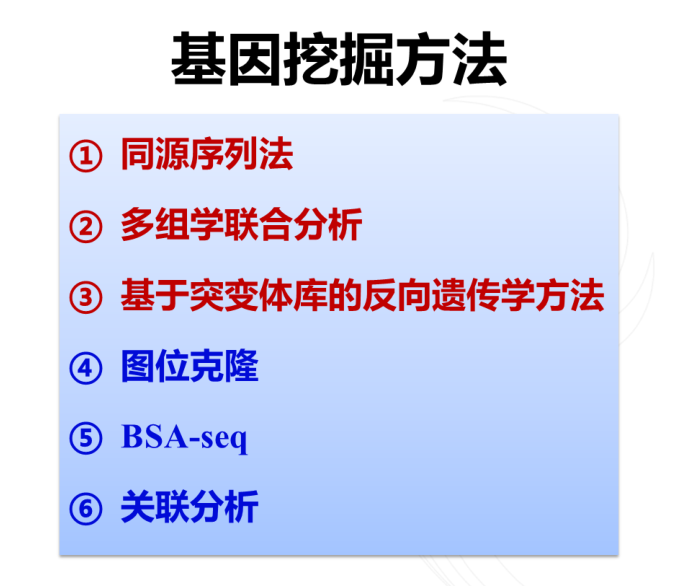 基因挖掘方法
① 同源序列法
② 多组学联合分析
③ 基于突变体库的反向遗传学方法
④ 图位克隆
⑤ BSA-seq
⑥ 关联分析